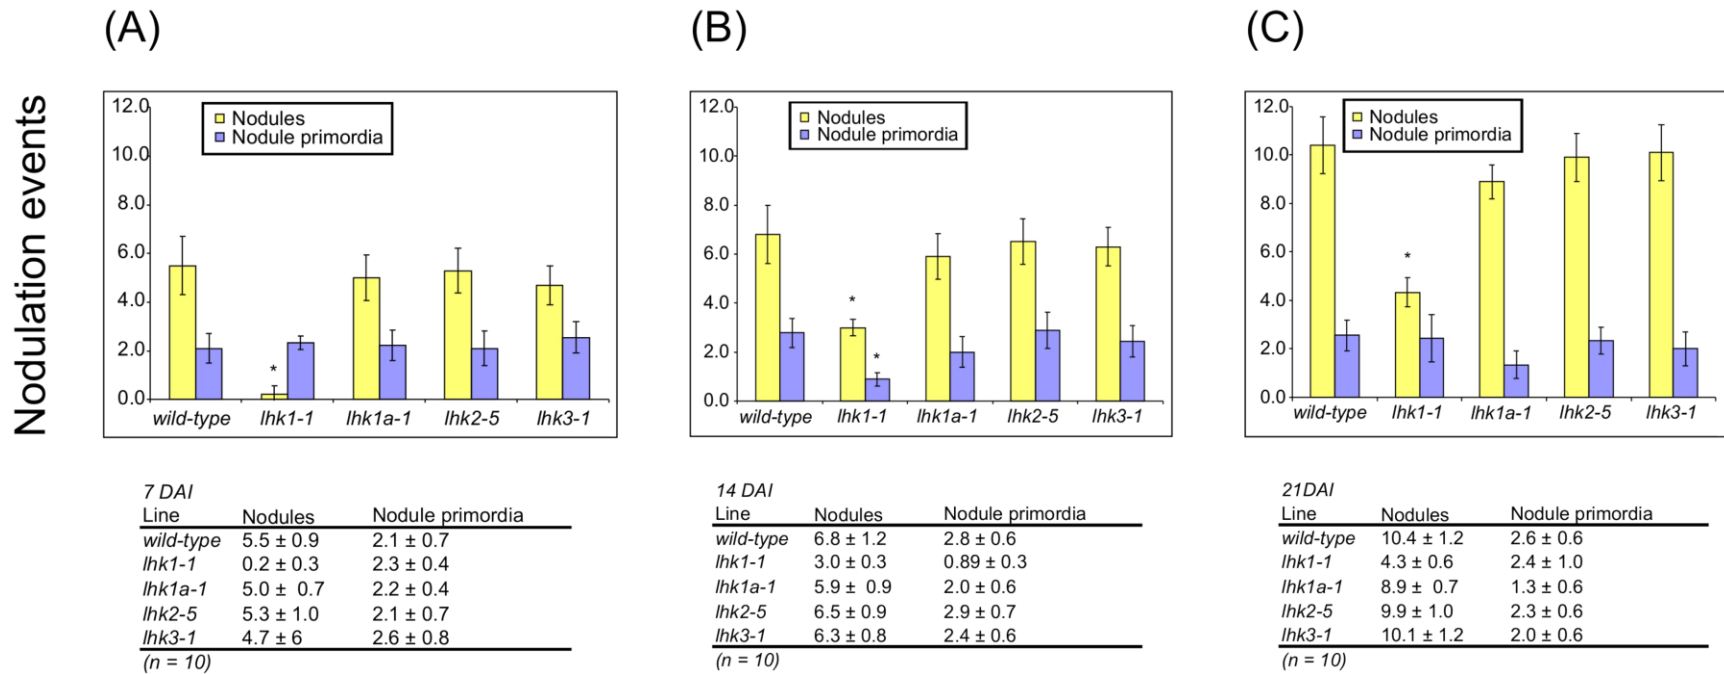 (A)
(B)
(C)
Nodulation events
12.0
10.0
8.0
6.0
4.0
2.0
0.0
Nodules
Nodule primordia
wild-type lhk1-1 lhk1a-1 lhk2-5 lhk3-1
*
12.0
10.0
8.0
6.0
4.0
2.0
0.0
Nodules
Nodule primordia
*
*
wild-type lhk1-1 lhk1a-1 lhk2-5 lhk3-1
12.0
10.0
8.0
6.0
4.0
2.0
0.0
Nodules
Nodule primordia
*
wild-type lhk1-1 lhk1a-1 lhk2-5 lhk3-1
7 DAI
Line Nodules Nodule primordia
wild-type 5.5 ± 0.9 2.1 ± 0.7
lhk1-1 0.2 ± 0.3 2.3 ± 0.4
lhk1a-1 5.0 ± 0.7 2.2 ± 0.4
lhk2-5 5.3 ± 1.0 2.1 ± 0.7
lhk3-1 4.7 ± 6 2.6 ± 0.8
(n = 10)
14 DAI
Line Nodules Nodule primordia
wild-type 6.8 ± 1.2 2.8 ± 0.6
lhk1-1 3.0 ± 0.3 0.89 ± 0.3
lhk1a-1 5.9 ± 0.9 2.0 ± 0.6
lhk2-5 6.5 ± 0.9 2.9 ± 0.7
lhk3-1 6.3 ± 0.8 2.4 ± 0.6
(n = 10)
21DAI
Line Nodules Nodule primordia
wild-type 10.4 ± 1.2 2.6 ± 0.6
lhk1-1 4.3 ± 0.6 2.4 ± 1.0
lhk1a-1 8.9 ± 0.7 1.3 ± 0.6
lhk2-5 9.9 ± 1.0 2.3 ± 0.6
lhk3-1 10.1 ± 1.2 2.0 ± 0.6
(n = 10)